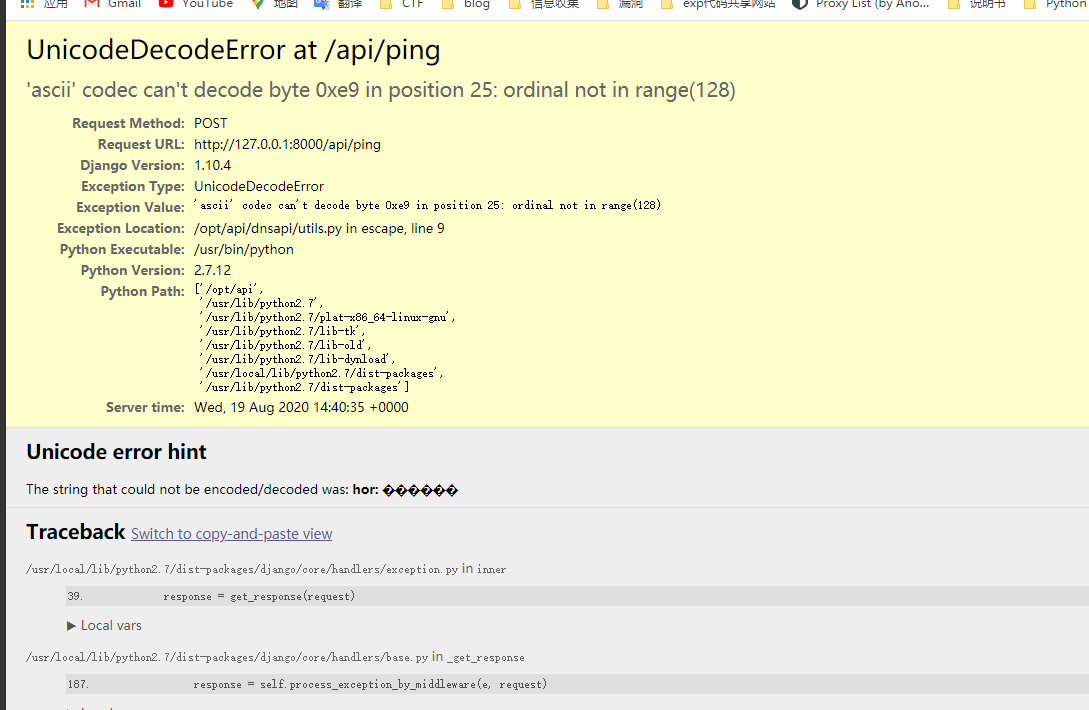 应用 Gmail YouTube 地图 翻译 CTF blog 信息收集 漏洞 exp代码共享网站 Proxy List (by Ano... 说明书 Python
UnicodeDecodeError at /api/ping
'ascii' codec can't decode byte 0xe9 in position 25: ordinal not in range(128)
Request Method: POST
Request URL: http://127.0.0.1:8000/api/ping
Django Version: 1.10.4
Exception Type: UnicodeDecodeError
Exception Value: 'ascii' codec can't decode byte 0xe9 in position 25: ordinal not in range(128)
Exception Location: /opt/api/dnsapi/utils.py in escape, line 9
Python Executable: /usr/bin/python
Python Version: 2.7.12
Python Path: ['/opt/api',
'/usr/lib/python2.7',
'/usr/lib/python2.7/plat-x86_64-linux-gnu',
'/usr/lib/python2.7/lib-tk',
'/usr/lib/python2.7/lib-old',
'/usr/lib/python2.7/lib-dynload',
'/usr/local/lib/python2.7/dist-packages',
'/usr/lib/python2.7/dist-packages']
Server time: Wed, 19 Aug 2020 14:40:35 +0000
Unicode error hint
The string that could not be encoded/decoded was: hor: ������
Traceback Switch to copy-and-paste view
/usr/local/lib/python2.7/dist-packages/django/core/handlers/exception.py in inner
39. response = get_response(request)
▶ Local vars
/usr/local/lib/python2.7/dist-packages/django/core/handlers/base.py in _get_response
187. response = self.process_exception_by_middleware(e, request)